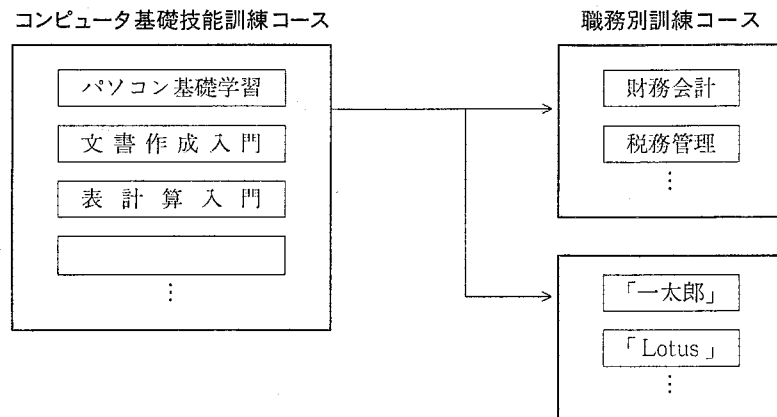 コンピュータ基礎技能訓練コース
パソコン基礎学習
文書作成入門
表計算入門
⋮
職務別訓練コース
財務会計
税務管理
⋮
「一太郎」
「Lotus」
⋮